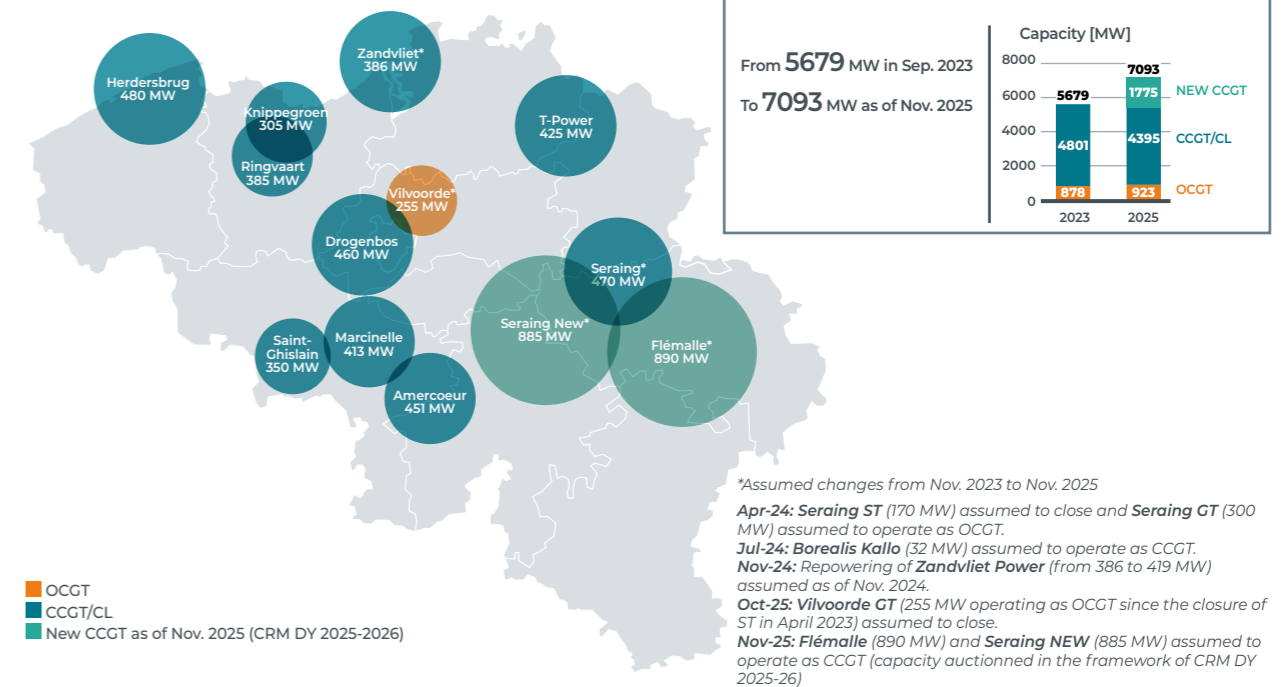 Herdersbrug
480 MW
Zandvliet*
386 MW
Knippegroen
305 MW
Ringvaart
385 MW
T-Power
425 MW
Vilvoorde*
255 MW
Drogenbos
460 MW
Seraing*
470 MW
Seraing New*
885 MW
Flémalle*
890 MW
Saint-
Ghislain
350 MW
Marcinelle
413 MW
Amercoeur
451 MW
From 5679 MW in Sep. 2023
To 7093 MW as of Nov. 2025
Capacity [MW]
8000
6000
4000
2000
0
5679
4801
878
2023
7093
1775
4395
923
2025
NEW CCGT
CCGT/CL
OCGT
OCGT
CCGT/CL
New CCGT as of Nov. 2025 (CRM DY 2025-2026)
*Assumed changes from Nov. 2023 to Nov. 2025
Apr-24: Seraing ST (170 MW) assumed to close and Seraing GT (300
MW) assumed to operate as OCGT.
Jul-24: Borealis Kallo (32 MW) assumed to operate as CCGT.
Nov-24: Repowering of Zandvliet Power (from 386 to 419 MW)
assumed as of Nov. 2024.
Oct-25: Vilvoorde GT (255 MW operating as OCGT since the closure of
ST in April 2023) assumed to close.
Nov-25: Flémalle (890 MW) and Seraing NEW (885 MW) assumed to
operate as CCGT (capacity auctionned in the framework of CRM DY
2025-26)